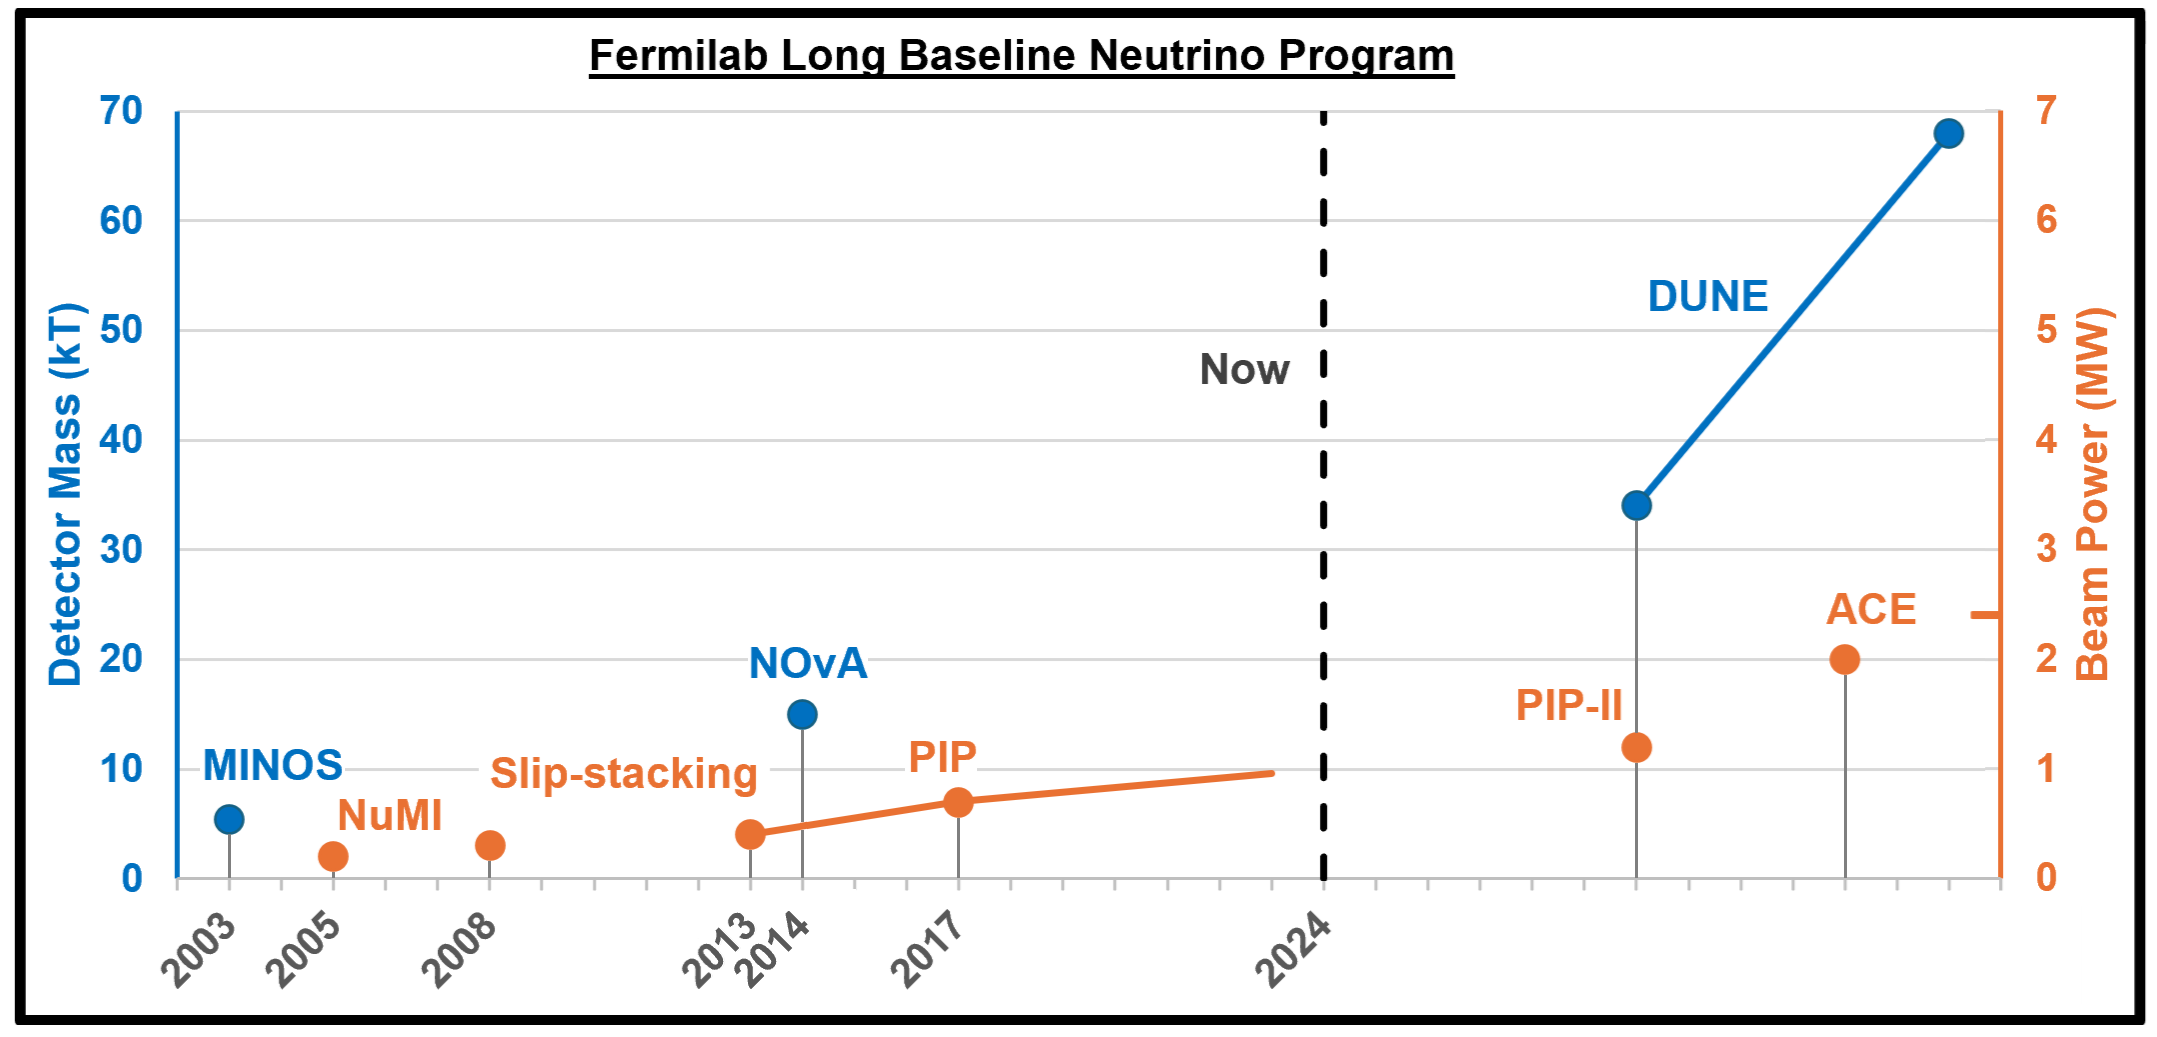 Fermilab Long Baseline Neutrino Program
Detector Mass (kT)
70
60
50
40
30
20
10
0
MINOS
NuMI
Slip-stacking
NOvA
PIP
Now
DUNE
PIP-II
ACE
7
6
5
4
3
2
1
0
Beam Power (MW)
2003
2005
2008
2013
2014
2017
2024